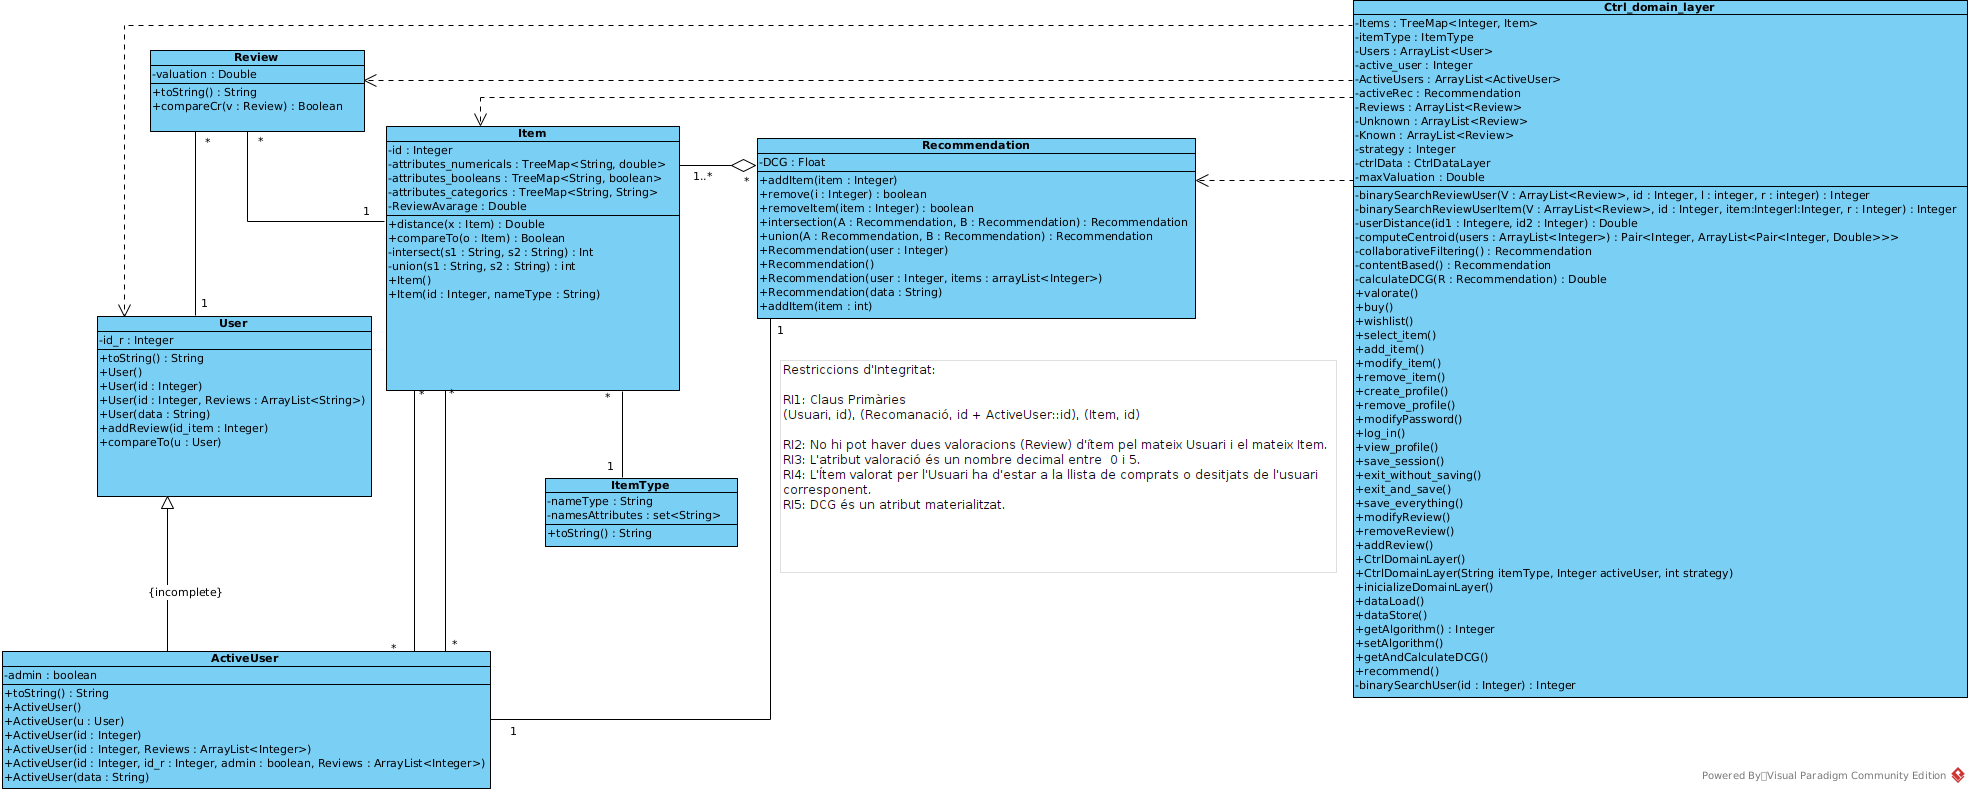 Review
-valuation : Double
+toString() : String
+compareCr(v : Review) : Boolean
*
*
1
1
Item
-id : Integer
-attributes_numericals : TreeMap<String, double>
-attributes_booleans : TreeMap<String, boolean>
-attributes_categorics : TreeMap<String, String>
-ReviewAvarage : Double
+distance(x : Item) : Double
+compareTo(o : Item) : Boolean
-intersect(s1 : String, s2 : String) : Int
-union(s1 : String, s2 : String) : int
+Item()
+Item(id : Integer, nameType : String)
1..*
*
Recommendation
-DCG : Float
+addItem(item : Integer)
+remove(i : Integer) : boolean
+removeItem(item : Integer) : boolean
+intersection(A : Recommendation, B : Recommendation) : Recommendation
+union(A : Recommendation, B : Recommendation) : Recommendation
+Recommendation(user : Integer)
+Recommendation()
+Recommendation(user : Integer, items : arrayList<Integer>)
+Recommendation(data : String)
+addItem(item : int)
1
Ctrl_domain_layer
-Items : TreeMap<Integer, Item>
-itemType : ItemType
-Users : ArrayList<User>
-active_user : Integer
-ActiveUsers : ArrayList<ActiveUser>
-activeRec : Recommendation
-Reviews : ArrayList<Review>
-Unknown : ArrayList<Review>
-Known : ArrayList<Review>
-strategy : Integer
-ctrlData : CtrlDataLayer
-maxValuation : Double
-binarySearchReviewUser(V : ArrayList<Review>, id : Integer, l : integer, r : integer) : Integer
-binarySearchReviewUserItem(V : ArrayList<Review>, id : Integer, item:Integerl:Integer, r : Integer) : Integer
-userDistance(id1 : Integere, id2 : Integer) : Double
-computeCentroid(users : ArrayList<Integer>) : Pair<Integer, ArrayList<Pair<Integer, Double>>>
-collaborativeFiltering() : Recommendation
-contentBased() : Recommendation
-calculateDCG(R : Recommendation) : Double
+valorate()
+buy()
+wishlist()
+select_item()
+add_item()
+modify_item()
+remove_item()
+create_profile()
+remove_profile()
+modifyPassword()
+log_in()
+view_profile()
+save_session()
+exit_without_saving()
+exit_and_save()
+save_everything()
+modifyReview()
+removeReview()
+addReview()
+CtrlDomainLayer()
+CtrlDomainLayer(String itemType, Integer activeUser, int strategy)
+inicializeDomainLayer()
+dataLoad()
+dataStore()
+getAlgorithm() : Integer
+setAlgorithm()
+getAndCalculateDCG()
+recommend()
-binarySearchUser(id : Integer) : Integer
User
-id_r : Integer
+toString() : String
+User()
+User(id : Integer)
+User(id : Integer, Reviews : ArrayList<String>)
+User(data : String)
+addReview(id_item : Integer)
+compareTo(u : User)
*
*
*
1
ItemType
-nameType : String
-namesAttributes : set<String>
+toString() : String
Restriccions d'Integritat:
RI1: Claus Primàries
(Usuari, id), (Recomanació, id + ActiveUser::id), (Item, id)
RI2: No hi pot haver dues valoracions (Review) d'ítem pel mateix Usuari i el mateix Item.
RI3: L'atribut valoració és un nombre decimal entre  0 i 5.
RI4: L'Ítem valorat per l'Usuari ha d'estar a la llista de comprats o desitjats de l'usuari
corresponent.
RI5: DCG és un atribut materialitzat.
{incomplete}
*
*
ActiveUser
-admin : boolean
+toString() : String
+ActiveUser()
+ActiveUser(u : User)
+ActiveUser(id : Integer)
+ActiveUser(id : Integer, Reviews : ArrayList<Integer>)
+ActiveUser(id : Integer, id_r : Integer, admin : boolean, Reviews : ArrayList<Integer>)
+ActiveUser(data : String)
1
Powered By Visual Paradigm Community Edition